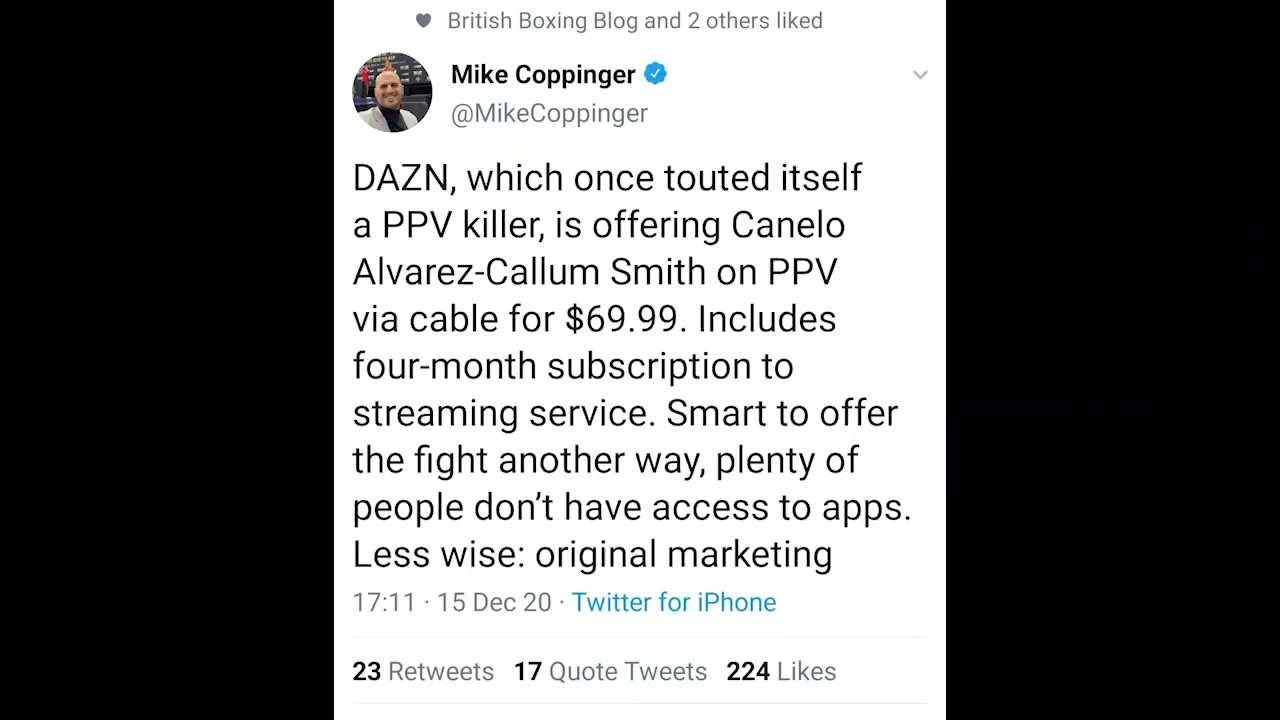 British Boxing Blog and 2 others liked
Mike Coppinger
@MikeCoppinger
DAZN, which once touted itself
a PPV killer, is offering Canelo
Alvarez-Callum Smith on PPV
via cable for $69.99. Includes
four-month subscription to
streaming service. Smart to offer
the fight another way, plenty of
people don’t have access to apps.
Less wise: original marketing
17:11 · 15 Dec 20 · Twitter for iPhone
23 Retweets 17 Quote Tweets 224 Likes